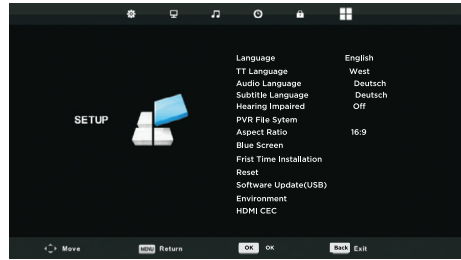 Language English
TT Language West
Audio Language Deutsch
Subtitle Language Deutsch
Hearing Impaired Off
PVR File Sytem
SETUP
Aspect Ratio 16:9
Blue Screen
Frist Time Installation
Reset
Software Update(USB)
Environment
HDMI CEC
Move MENU Return OK OK Back Exit